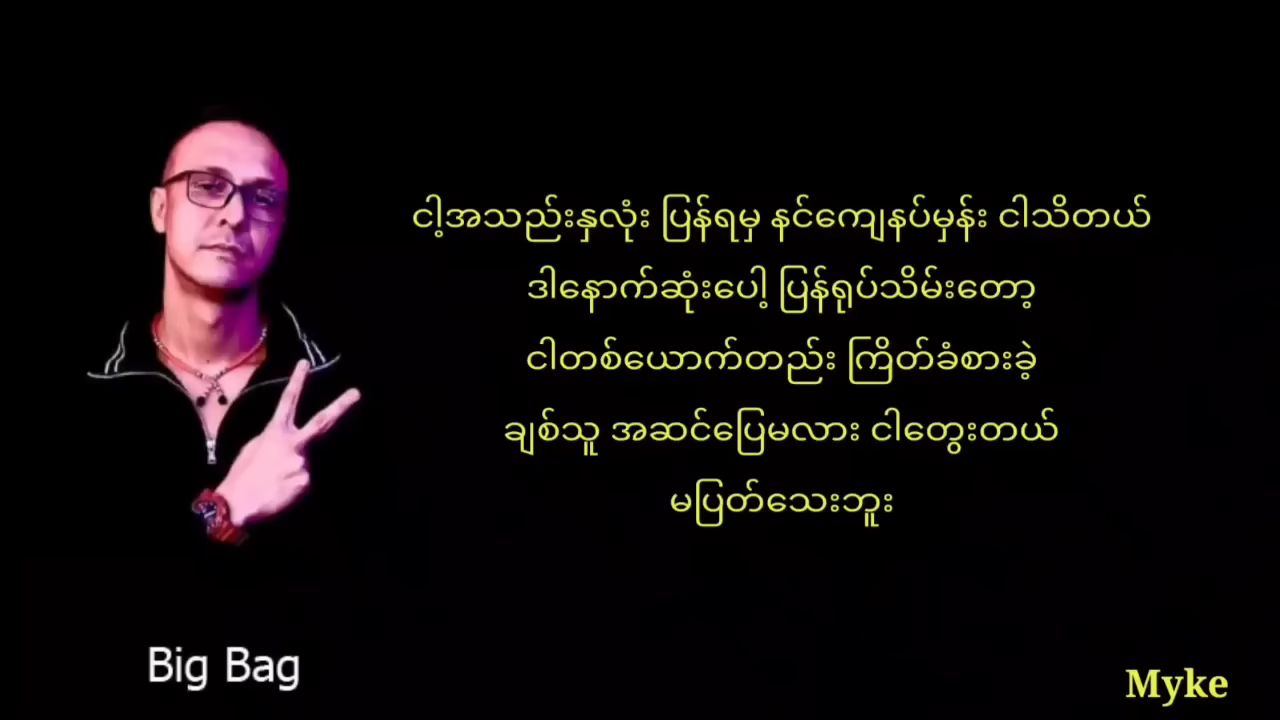 ငါ့အသည်းနှလုံး ပြန်ရမှ နင်ကျေနပ်မှန်း ငါသိတယ်
ဒါနောက်ဆုံးပေါ့ ပြန်ရုပ်သိမ်းတော့
ငါတစ်ယောက်တည်း ကြိတ်ခံစားခဲ့
ချစ်သူ အဆင်ပြေမလား ငါတွေးတယ်
မပြတ်သေးဘူး
Big Bag
Myke